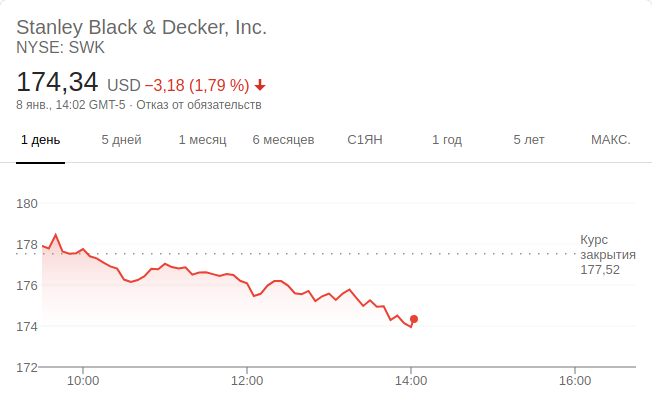 Stanley Black & Decker, Inc.
NYSE: SWK
174,34 USD −3,18 (1,79 %)
8 янв., 14:02 GMT-5 · Отказ от обязательств
1 день 5 дней 1 месяц 6 месяцев С1ЯН 1 год 5 лет МАКС.
180
178
Курс
закрытия
177,52
176
174
172
10:00 12:00 14:00 16:00